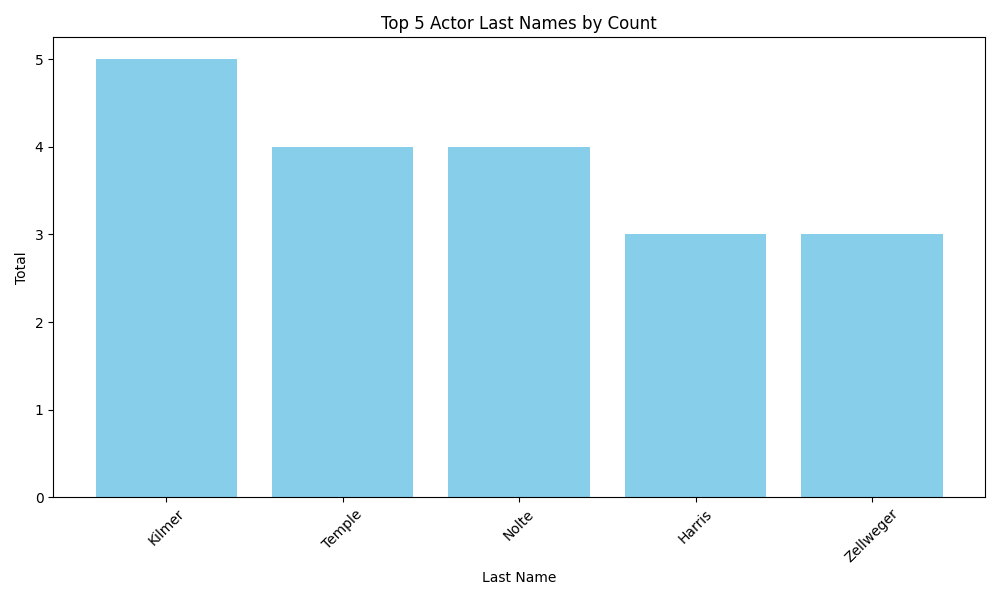 Top 5 Actor Last Names by Count
Total
5
4
3
2
1
0
Kilmer
Temple
Nolte
Harris
Zellweger
Last Name